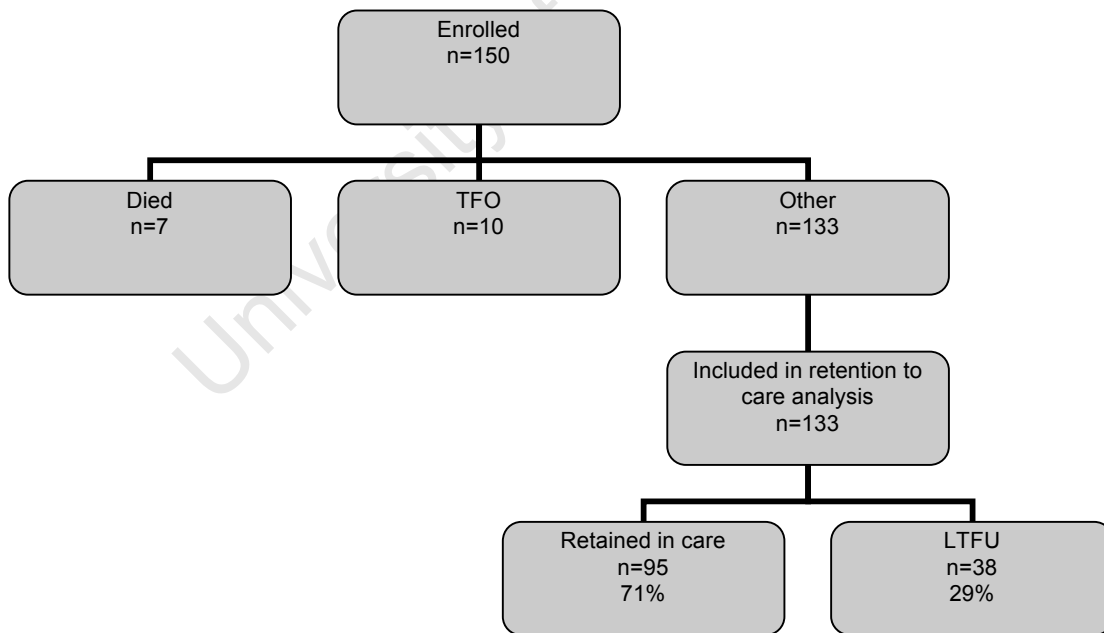 Enrolled
n=150
Died
n=7
TFO
n=10
Other
n=133
Included in retention to
care analysis
n=133
Retained in care
n=95
71%
LTFU
n=38
29%
University